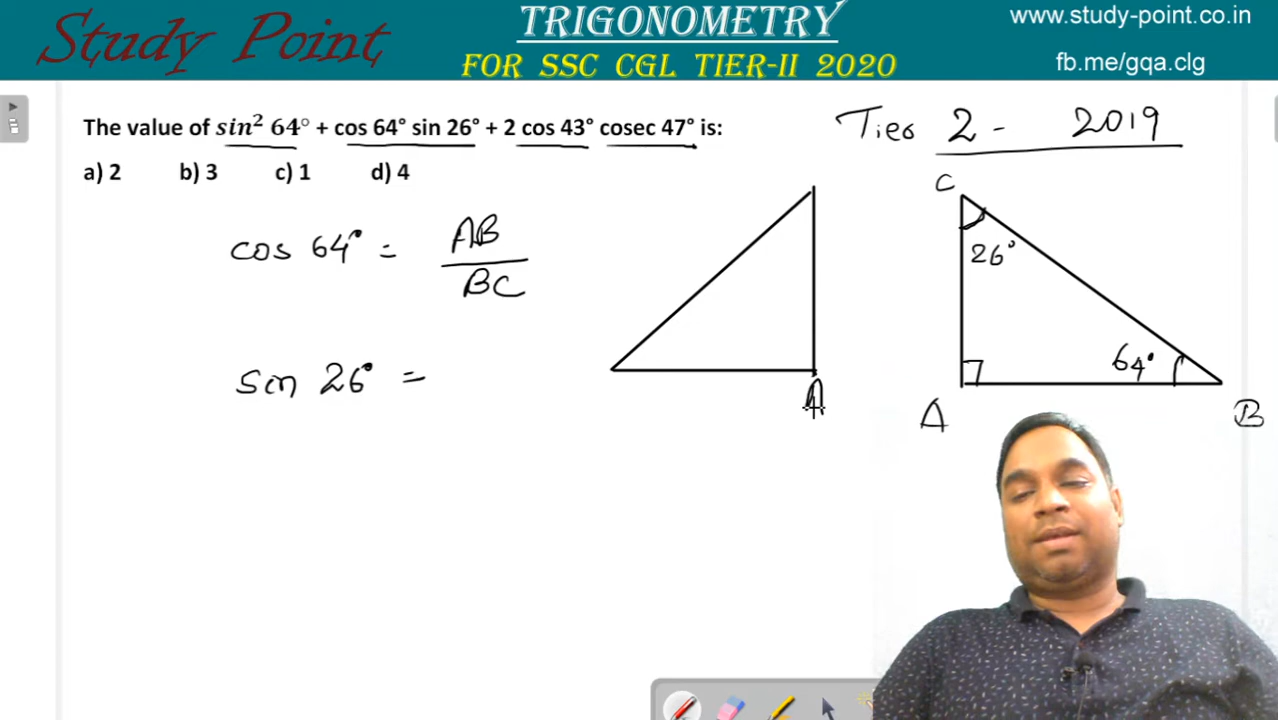 Study Point
TRIGONOMETRY
FOR SSC CGL TIER-II 2020
www.study-point.co.in
fb.me/gqa.clg
The value of sin² 64° + cos 64° sin 26° + 2 cos 43° cosec 47° is:
a) 2 b) 3 c) 1 d) 4
Tier 2 - 2019
cos 64° = AB/BC
sin 26° =
A
C
26°
64°
A
B